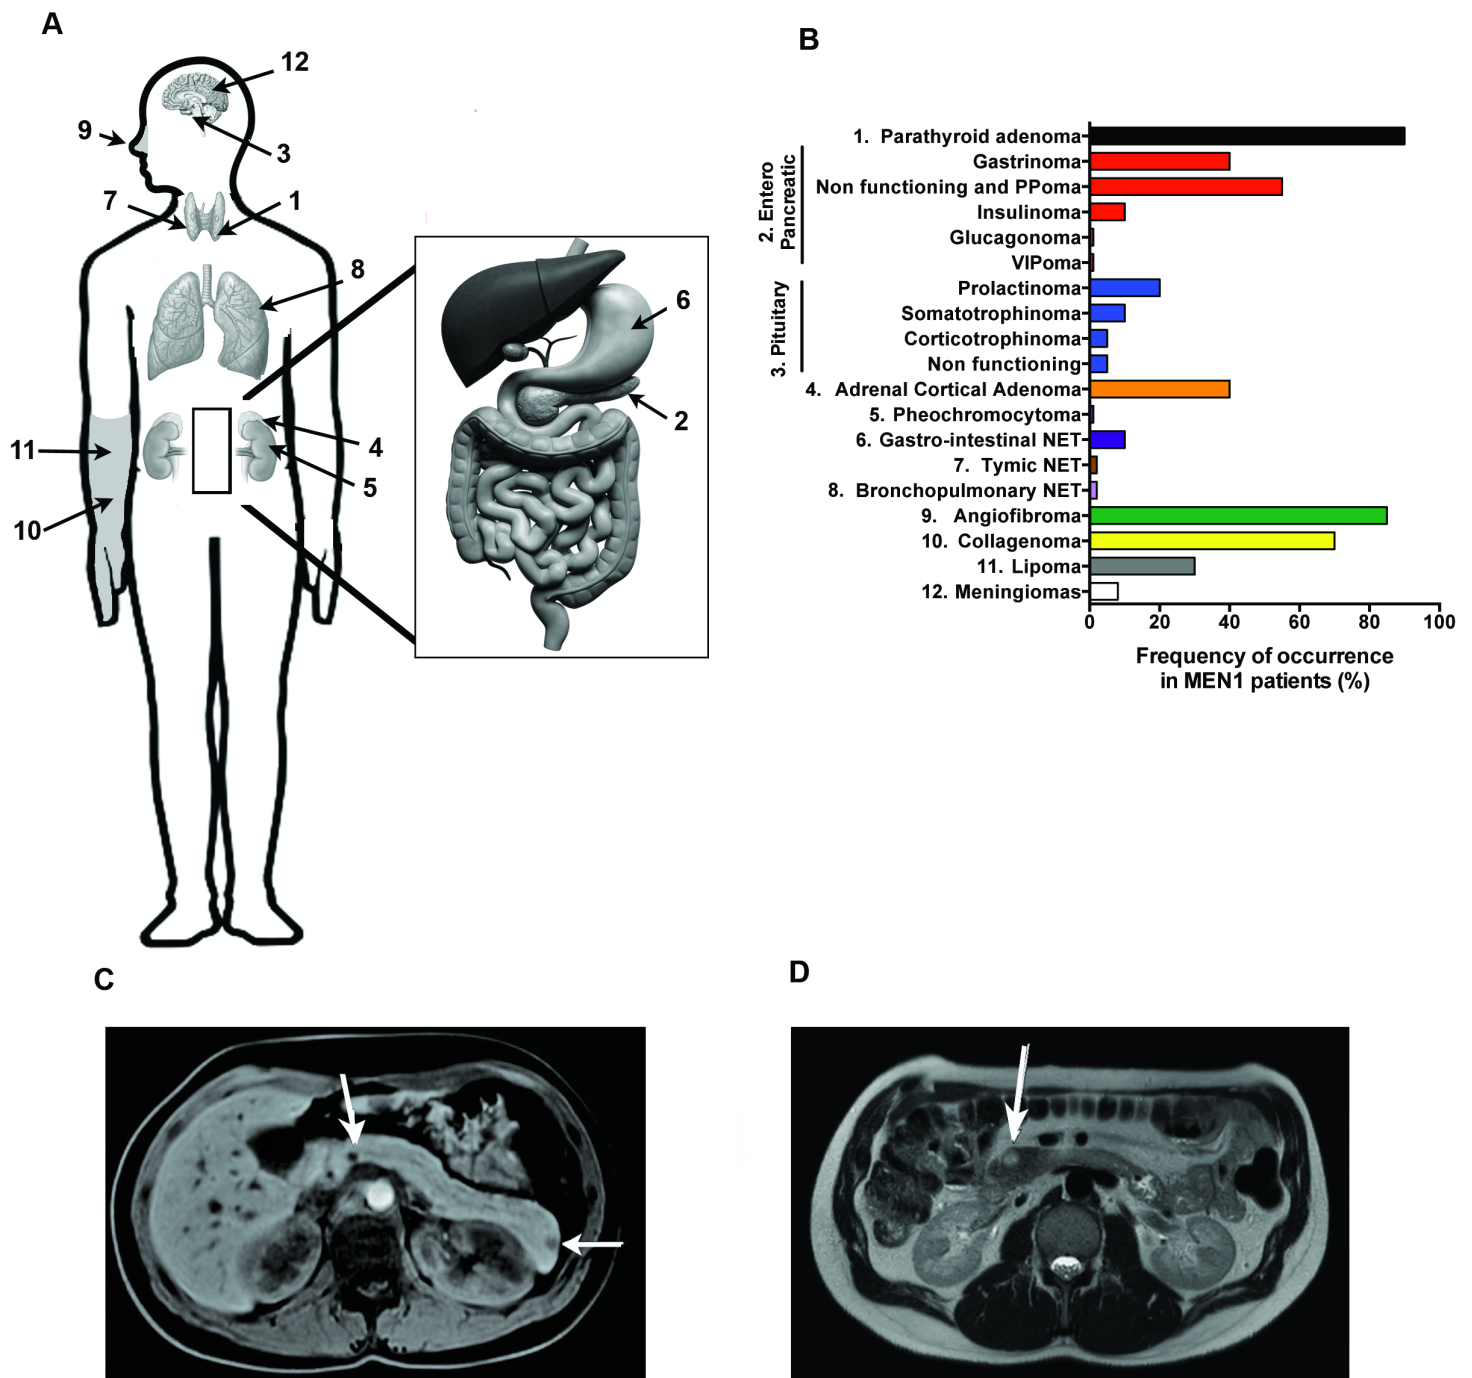 A
12
9
3
7
1
8
6
2
4
11
5
10
B
1. Parathyroid adenoma
Gastrinoma
Non functioning and PPoma
Insulinoma
Glucagonoma
VIPoma
2. Entero
Pancreatic
Prolactinoma
Somatotrophinoma
Corticotrophinoma
Non functioning
3. Pituitary
4. Adrenal Cortical Adenoma
5. Pheochromocytoma
6. Gastro-intestinal NET
7. Tymic NET
8. Bronchopulmonary NET
9. Angiofibroma
10. Collagenoma
11. Lipoma
12. Meningiomas
0 20 40 60 80 100
Frequency of occurrence
in MEN1 patients (%)
C
D